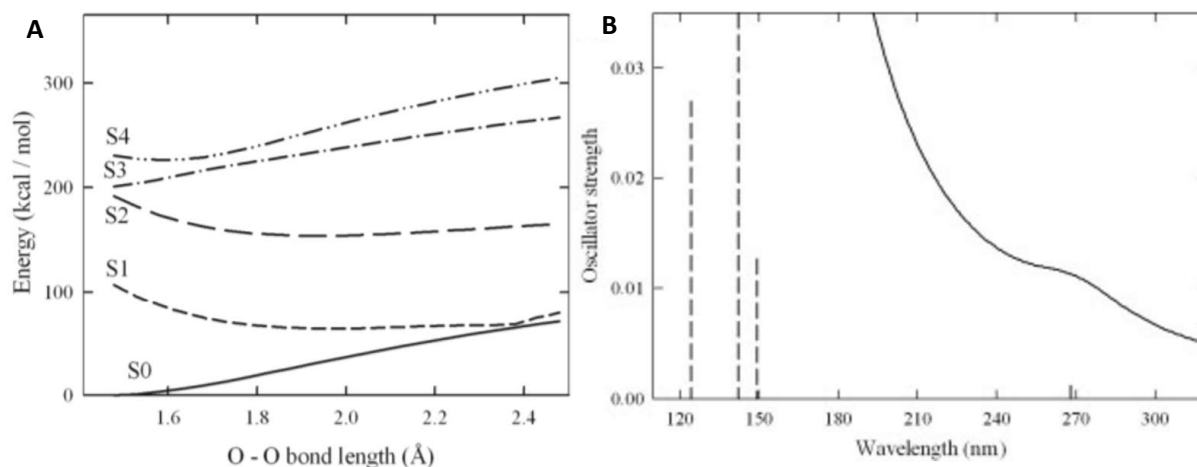 A
Energy (kcal / mol)
300
200
100
0
S4
S3
S2
S1
S0
1.6 1.8 2.0 2.2 2.4
O - O bond length (Å)
B
Oscillator strength
0.03
0.02
0.01
0.00
120 150 180 210 240 270 300
Wavelength (nm)